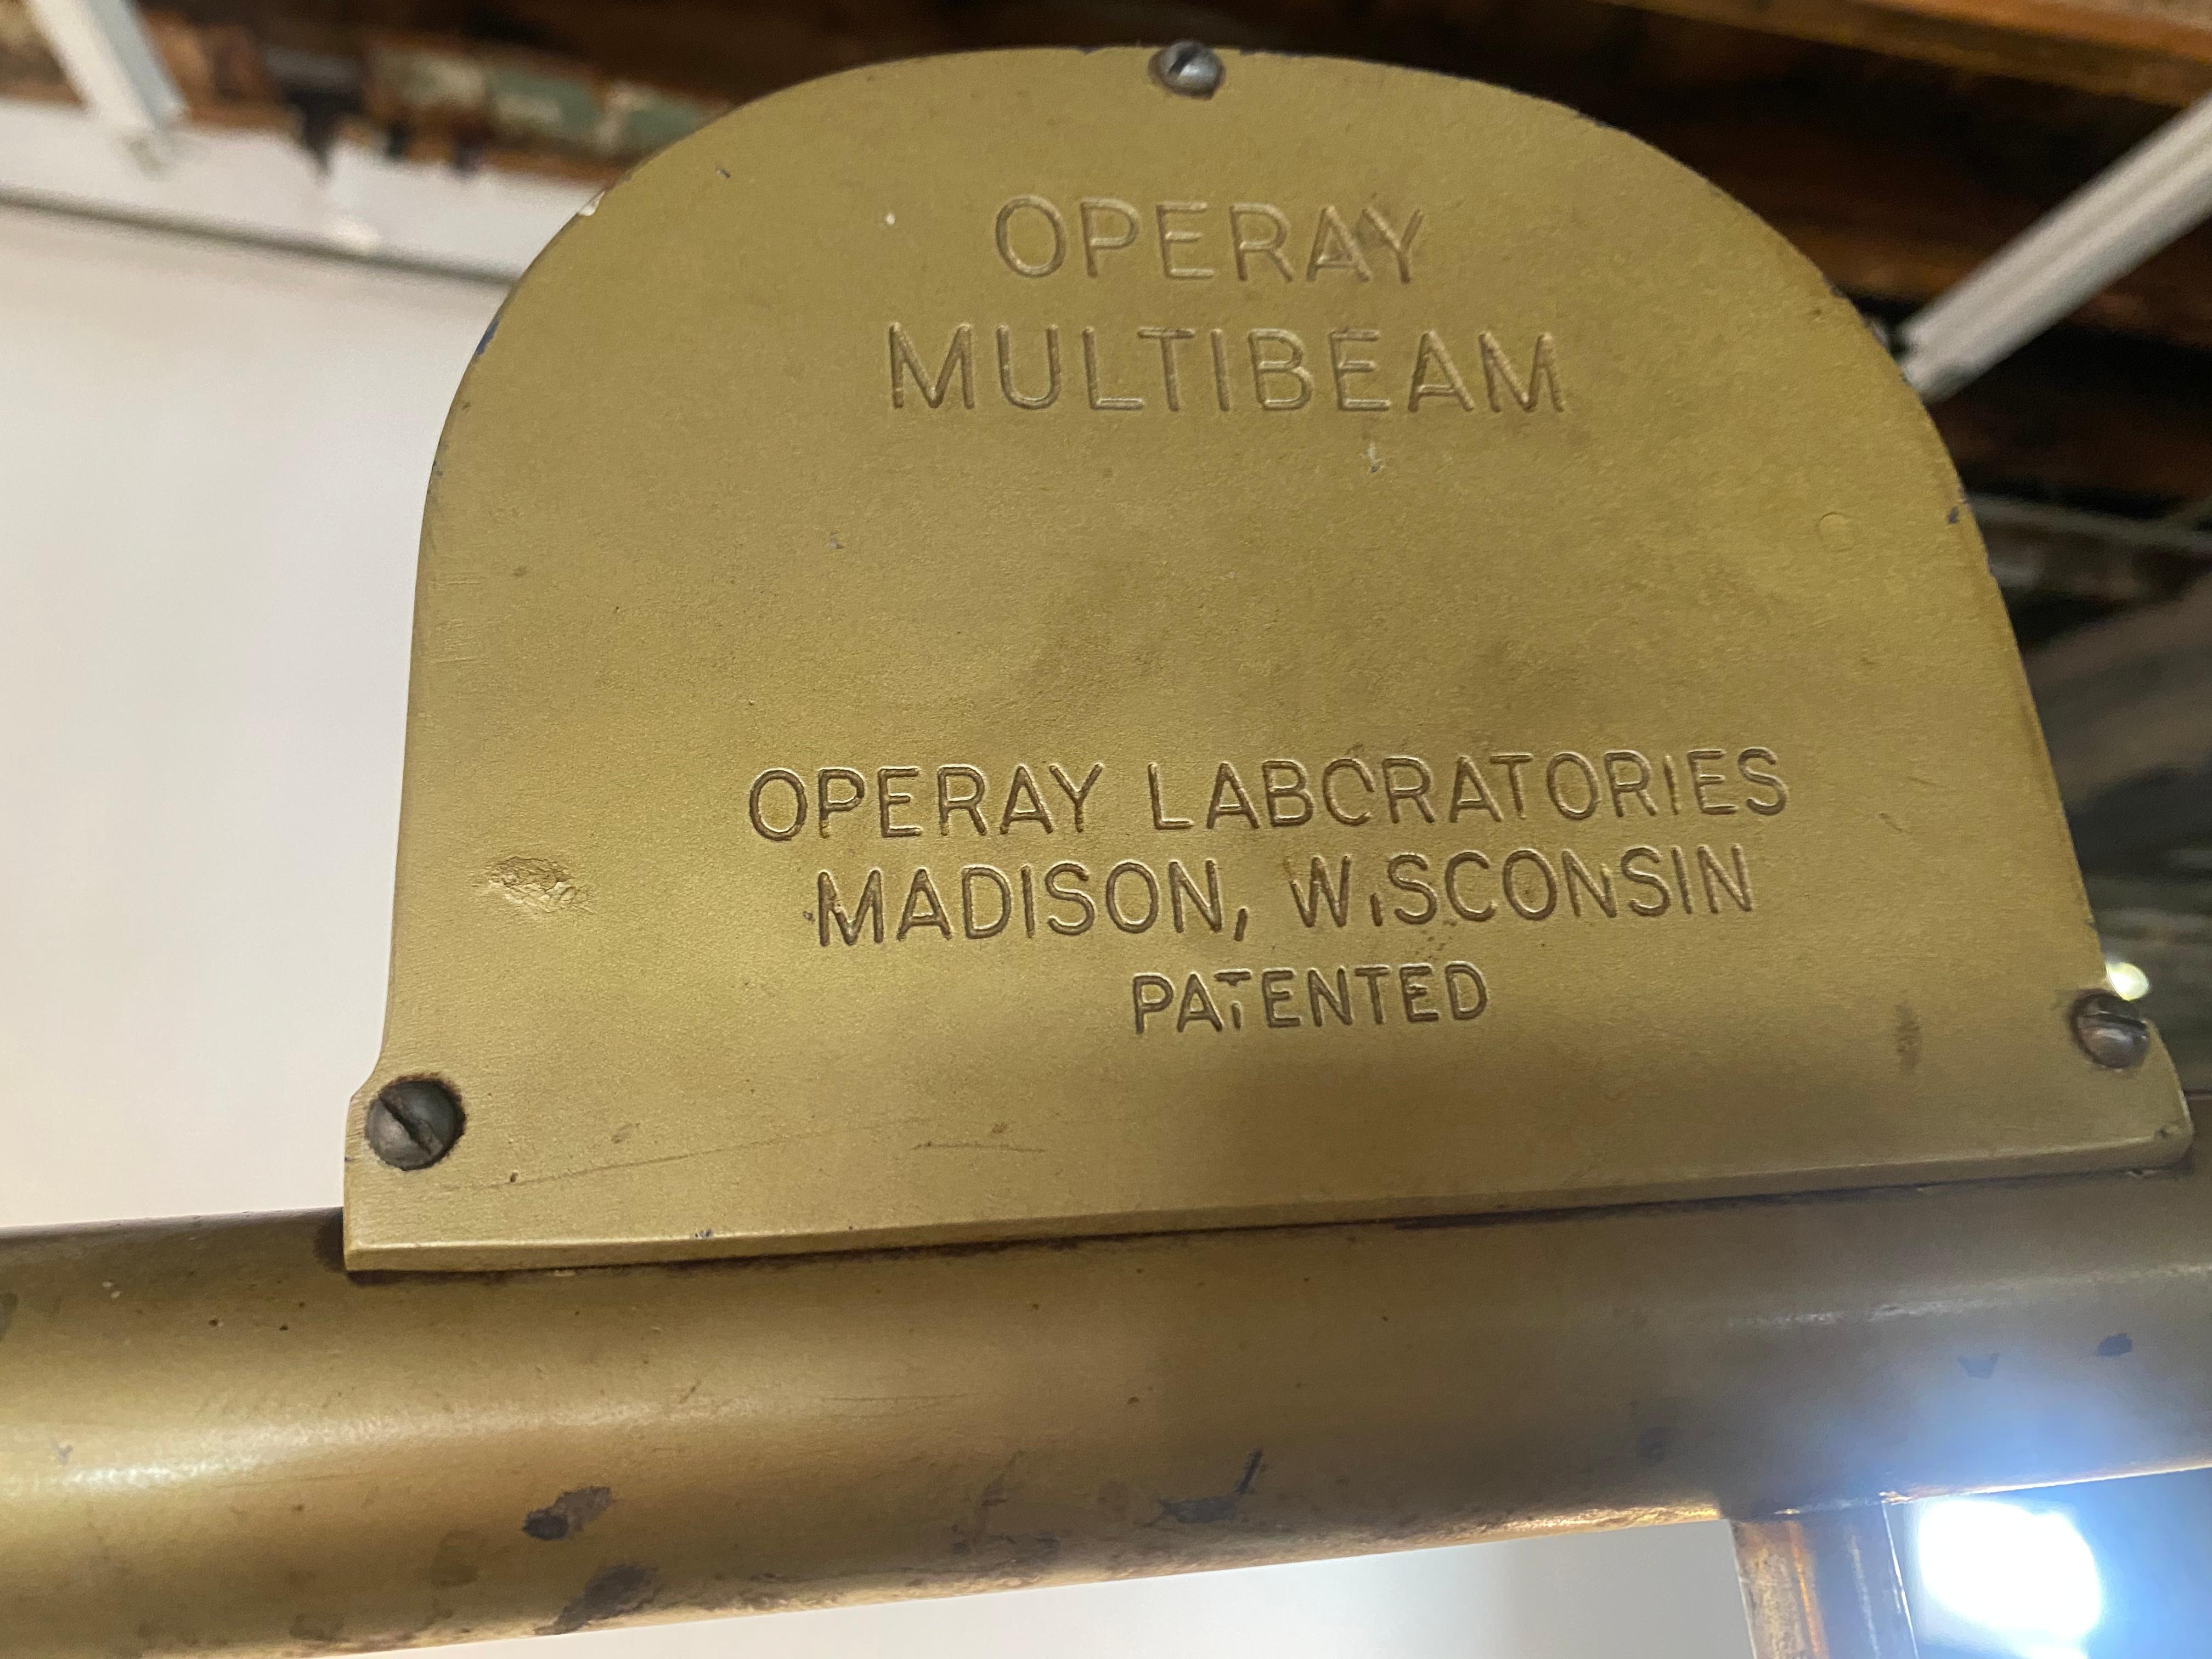 OPERAY
MULTIBEAM
OPERAY LABORATORIES
MADISON, WISCONSIN
PATENTED